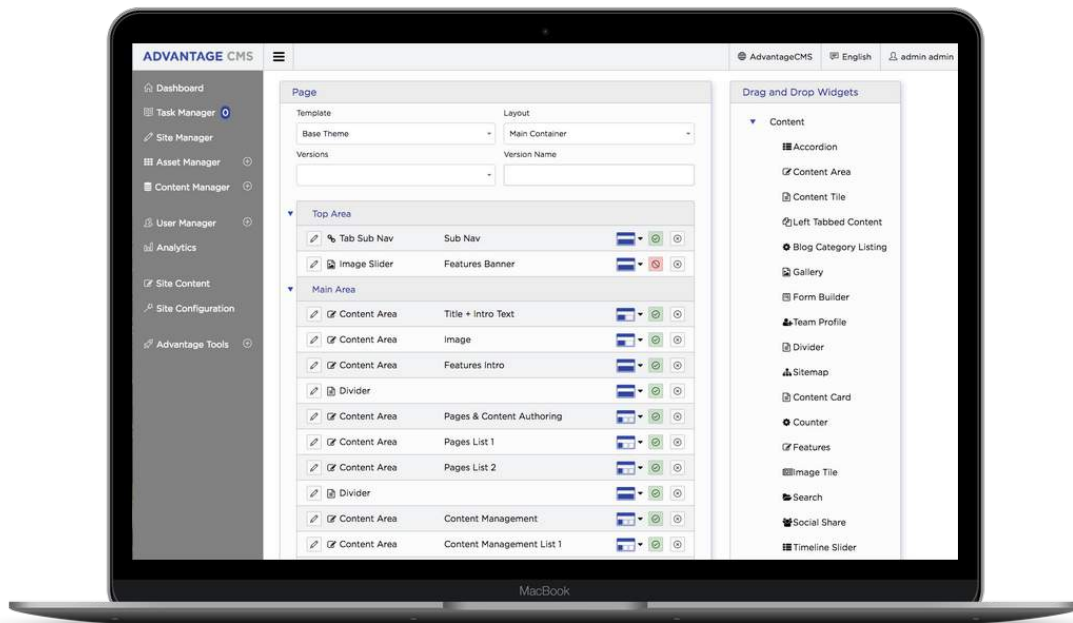 ADVANTAGE CMS
AdvantageCMS
English
admin admin
Dashboard
Task Manager 0
Site Manager
Asset Manager
Content Manager
User Manager
Analytics
Site Content
Site Configuration
Advantage Tools
Page
Template
Layout
Base Theme
Main Container
Versions
Version Name
Top Area
Tab Sub Nav Sub Nav
Image Slider Features Banner
Main Area
Content Area Title + Intro Text
Content Area Image
Content Area Features Intro
Divider
Content Area Pages & Content Authoring
Content Area Pages List 1
Content Area Pages List 2
Divider
Content Area Content Management
Content Area Content Management List 1
Drag and Drop Widgets
Content
Accordion
Content Area
Content Tile
Left Tabbed Content
Blog Category Listing
Gallery
Form Builder
Team Profile
Divider
Sitemap
Content Card
Counter
Features
Image Tile
Search
Social Share
Timeline Slider
MacBook